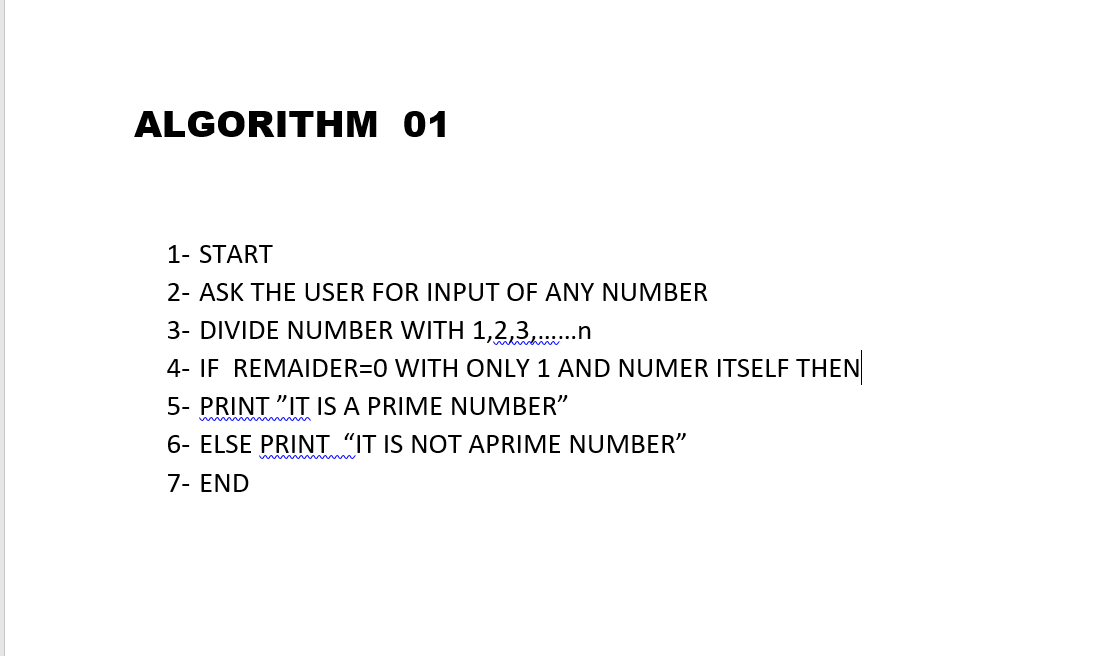 ALGORITHM  01
1- START
2- ASK THE USER FOR INPUT OF ANY NUMBER
3- DIVIDE NUMBER WITH 1,2,3,……n
4- IF  REMAIDER=0 WITH ONLY 1 AND NUMER ITSELF THEN
5- PRINT ”IT IS A PRIME NUMBER”
6- ELSE PRINT  “IT IS NOT APRIME NUMBER”
7- END